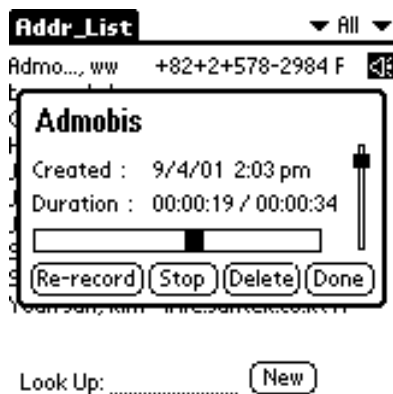 Addr_List All
Admo..., ww +82+2+578-2984 F
Admobis
Created : 9/4/01 2:03 pm
Duration : 00:00:19 / 00:00:34
Re-record Stop Delete Done
Look Up: New